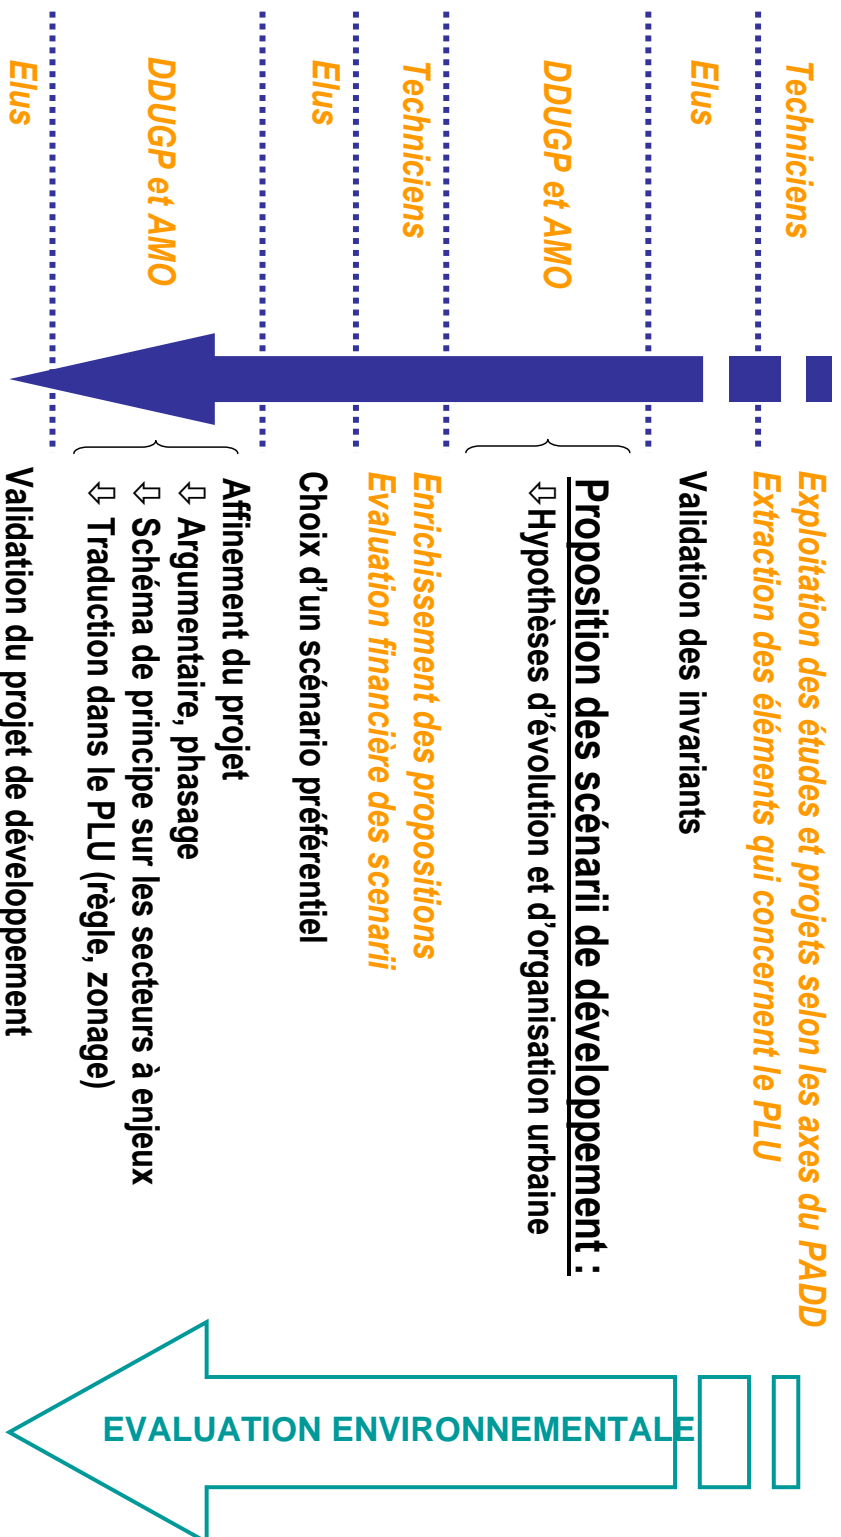 Techniciens
Exploitation des études et projets selon les axes du PADD
Extraction des éléments qui concernent le PLU
Elus
Validation des invariants
DDUGP et AMO
Proposition des scénarii de développement :
⇩Hypothèses d’évolution et d’organisation urbaine
Techniciens
Enrichissement des propositions
Evaluation financière des scenarii
Elus
Choix d’un scénario préférentiel
DDUGP et AMO
Affinement du projet
⇩ Argumentaire, phasage
⇩ Schéma de principe sur les secteurs à enjeux
⇩ Traduction dans le PLU (règle, zonage)
Elus
Validation du projet de développement
EVALUATION ENVIRONNEMENTALE